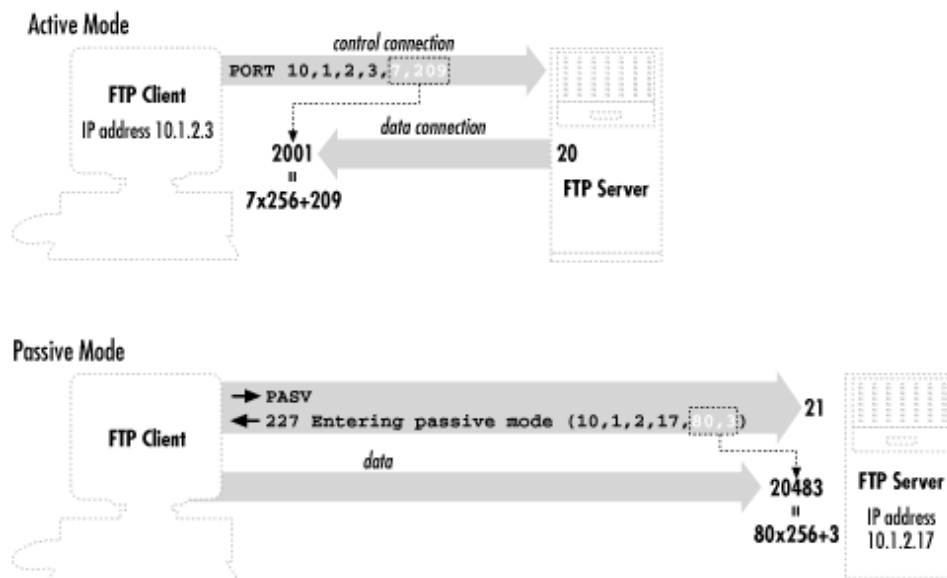 Active Mode
control connection
PORT 10,1,2,3,7,209
FTP Client
IP address 10.1.2.3
data connection
2001
20
=
7x256+209
FTP Server
Passive Mode
PASV
21
227 Entering passive mode (10,1,2,17,80,3)
FTP Client
data
20483
=
80x256+3
FTP Server
IP address
10.1.2.17